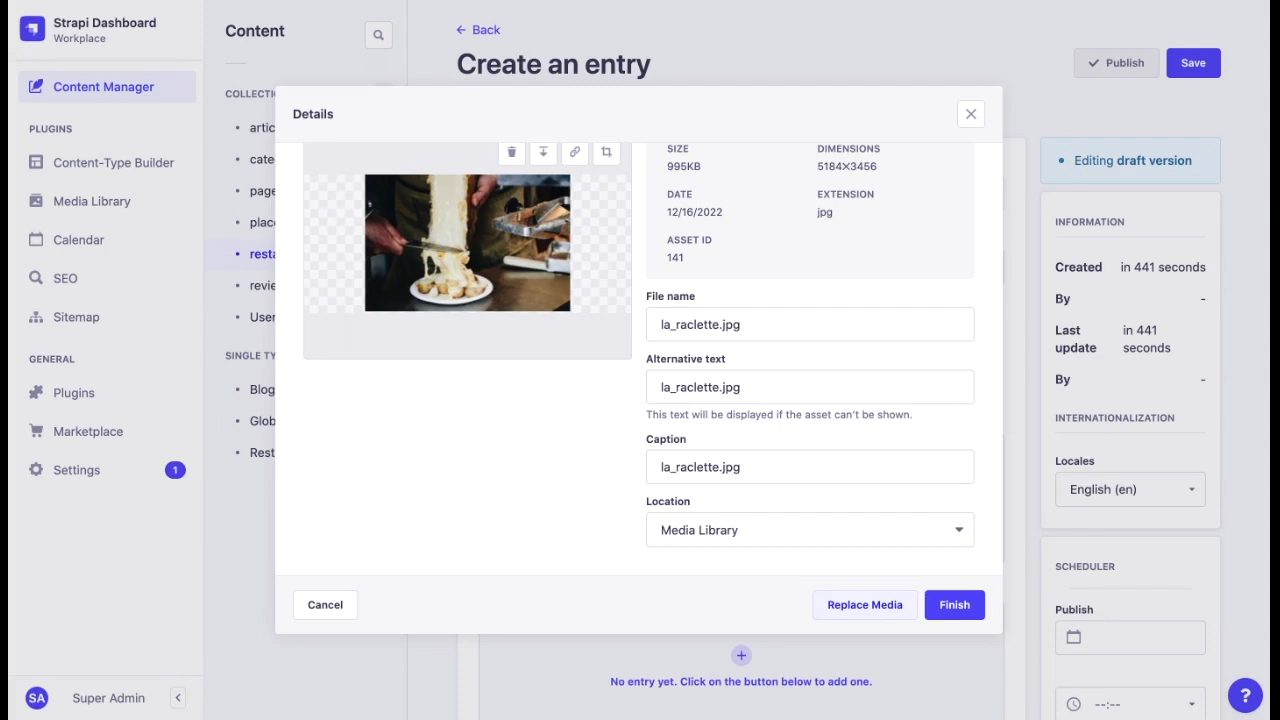 Strapi Dashboard
Workplace
Content Manager
PLUGINS
Content-Type Builder
Media Library
Calendar
SEO
Sitemap
GENERAL
Plugins
Marketplace
Settings
1
SA
Super Admin
Content
COLLECTI
artic
cate
page
place
resta
revie
User
SINGLE TY
Blog
Glob
Rest
Back
Create an entry
Publish
Save
Details
SIZE
DIMENSIONS
995KB
5184✕3456
DATE
EXTENSION
12/16/2022
jpg
ASSET ID
141
File name
la_raclette.jpg
Alternative text
la_raclette.jpg
This text will be displayed if the asset can't be shown.
Caption
la_raclette.jpg
Location
Media Library
Cancel
Replace Media
Finish
No entry yet. Click on the button below to add one.
Editing draft version
INFORMATION
Created
in 441 seconds
By
-
Last update
in 441 seconds
By
-
INTERNATIONALIZATION
Locales
English (en)
SCHEDULER
Publish
--:--
?